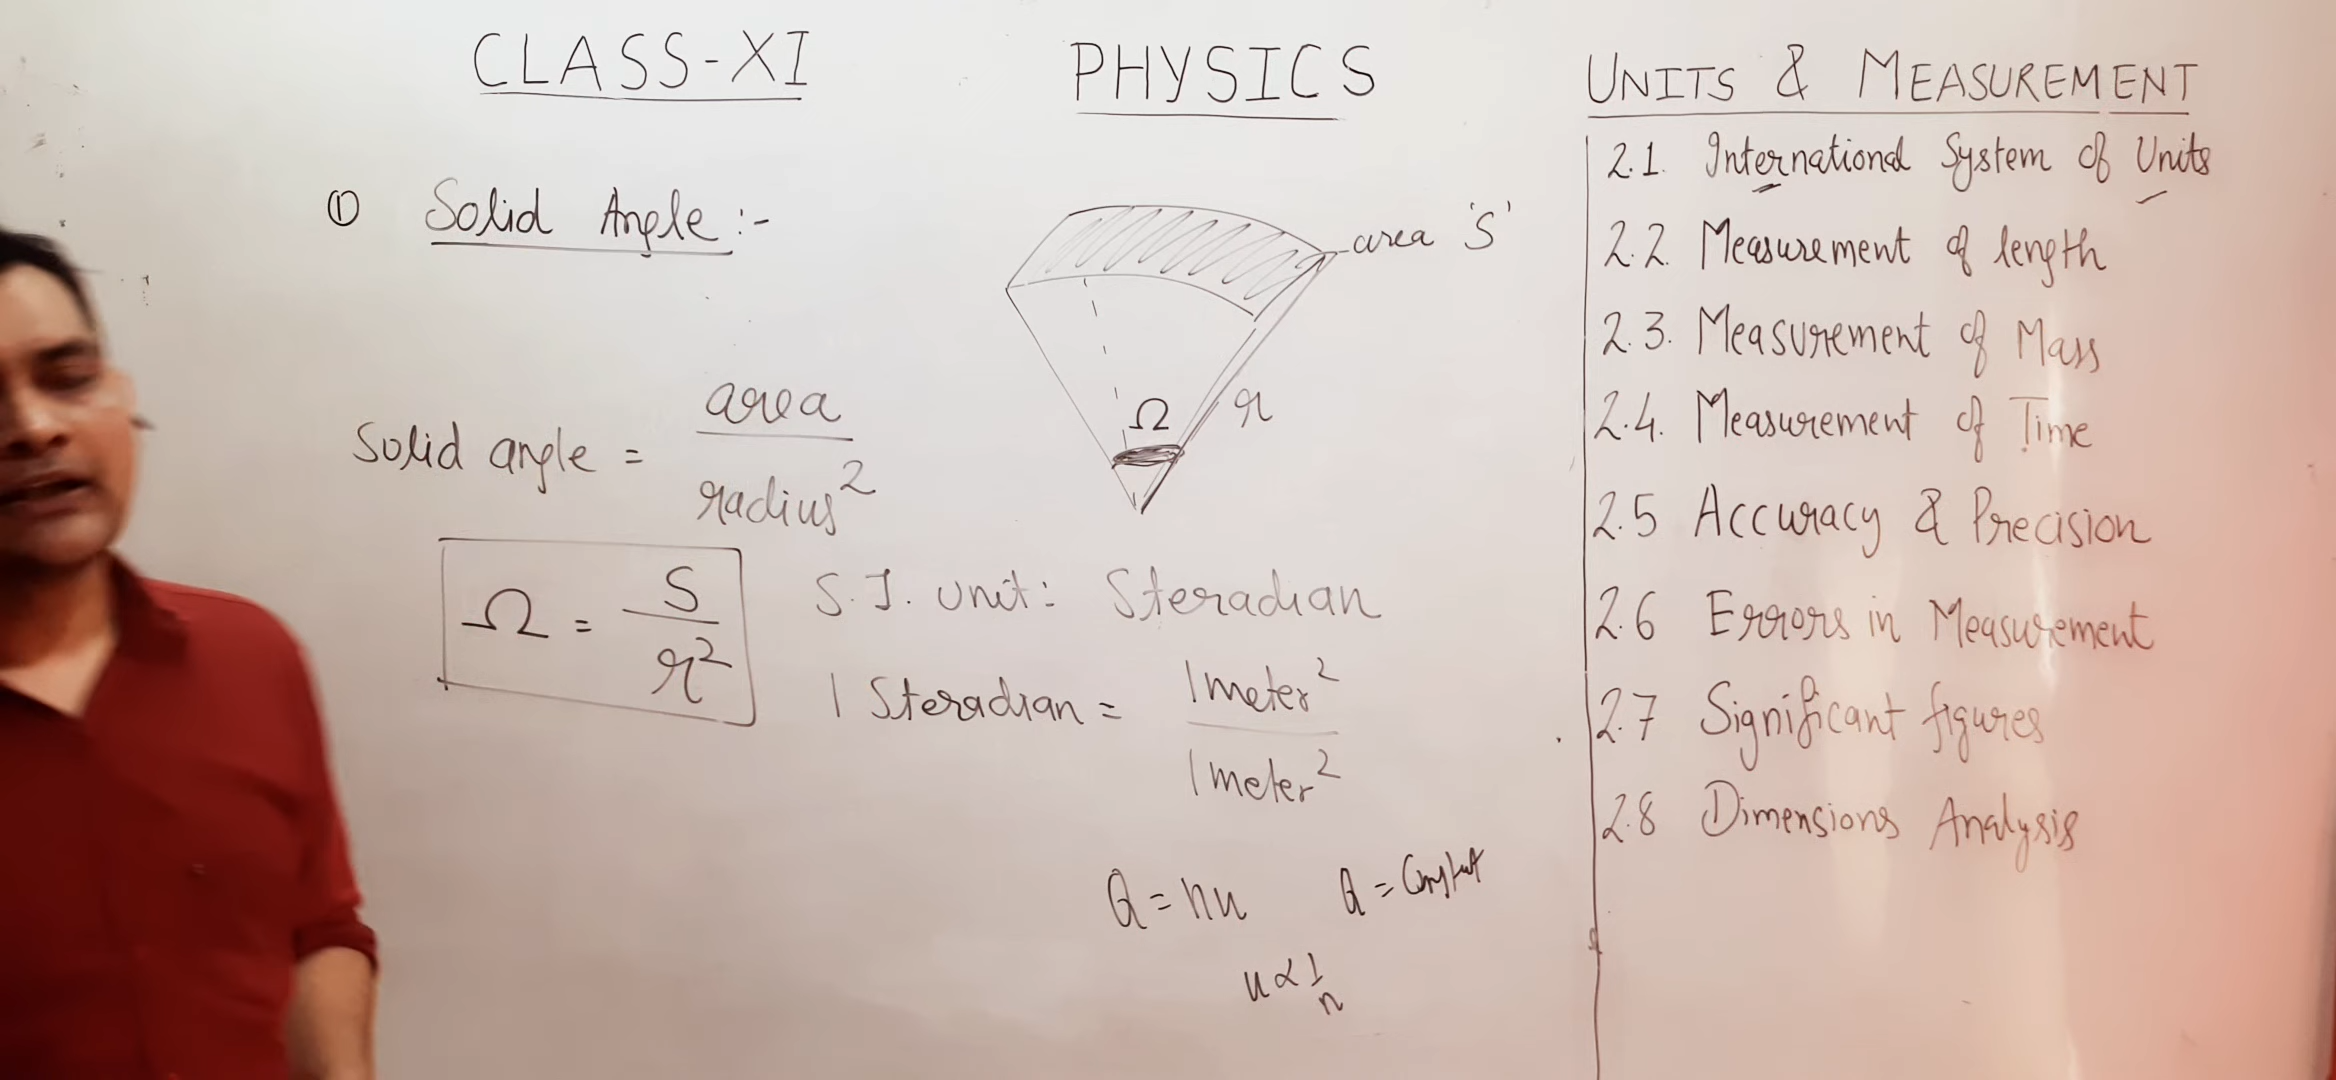 CLASS-XI
PHYSICS
UNITS & MEASUREMENT
① Solid Angle :-
area 'S'
Ω
r
Solid angle = area / radius²
Ω = S / r²
S.I. unit: Steradian
1 Steradian = 1 meter² / 1 meter²
Q = nu Q = Constant
u ∝ 1/n
2.1. International System of Units
2.2. Measurement of length
2.3. Measurement of Mass
2.4. Measurement of Time
2.5 Accuracy & Precision
2.6 Errors in Measurement
2.7 Significant figures
2.8 Dimensions Analysis